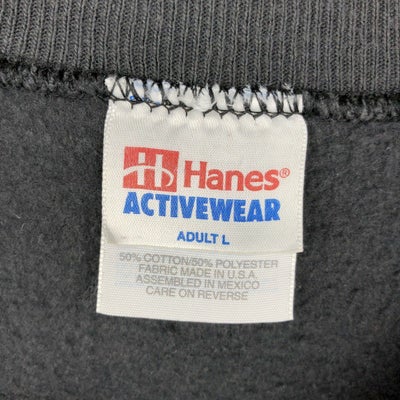 H Hanes®
ACTIVEWEAR
ADULT L
50% COTTON/50% POLYESTER
FABRIC MADE IN U.S.A.
ASSEMBLED IN MEXICO
CARE ON REVERSE